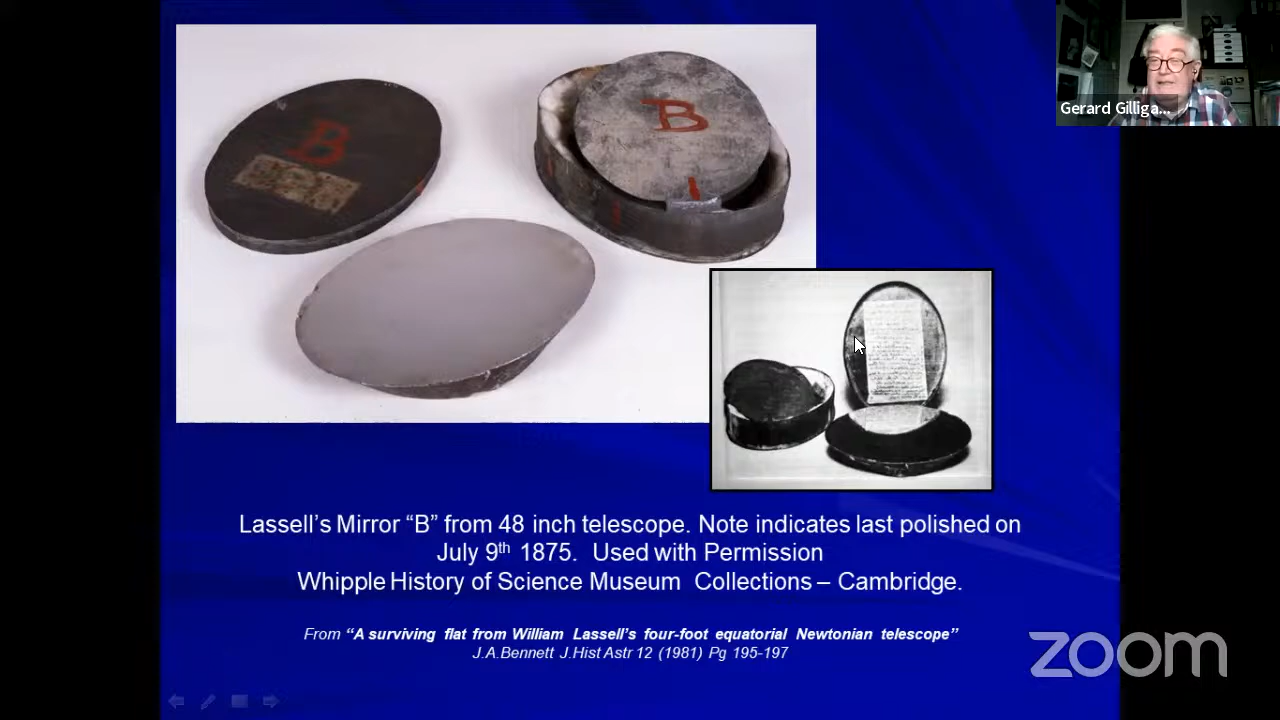 B
B
Gerard Gilliga...
Lassell's Mirror “B” from 48 inch telescope. Note indicates last polished on
July 9th 1875. Used with Permission
Whipple History of Science Museum Collections – Cambridge.
From “A surviving flat from William Lassell's four-foot equatorial Newtonian telescope”
J.A.Bennett J.Hist Astr 12 (1981) Pg 195-197
zoom